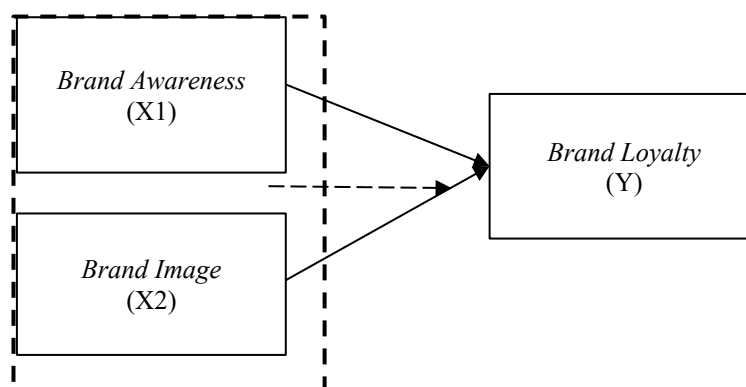 Brand Awareness
(X1)
Brand Loyalty
(Y)
Brand Image
(X2)